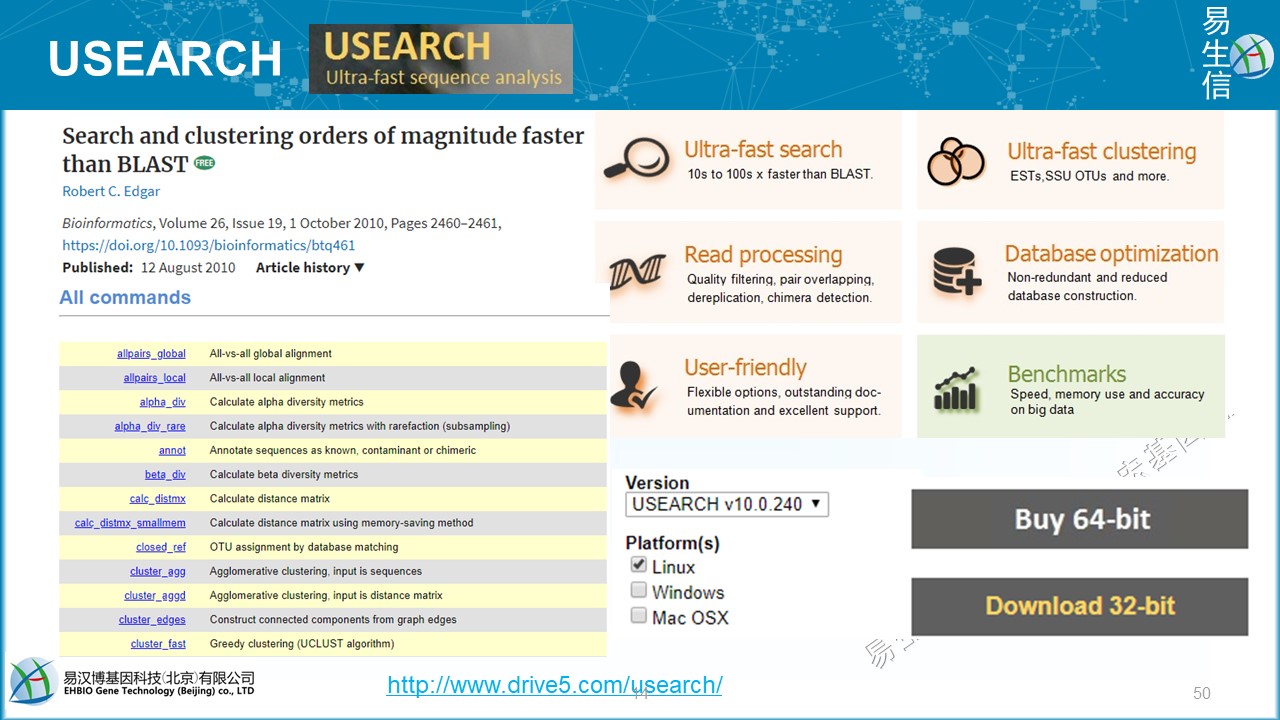 USEARCH
USEARCH
Ultra-fast sequence analysis
易生信
Search and clustering orders of magnitude faster
than BLAST FREE
Robert C. Edgar
Bioinformatics, Volume 26, Issue 19, 1 October 2010, Pages 2460–2461,
https://doi.org/10.1093/bioinformatics/btq461
Published: 12 August 2010 Article history ▼
All commands
allpairs_global All-vs-all global alignment
allpairs_local All-vs-all local alignment
alpha_div Calculate alpha diversity metrics
alpha_div_rare Calculate alpha diversity metrics with rarefaction (subsampling)
annot Annotate sequences as known, contaminant or chimeric
beta_div Calculate beta diversity metrics
calc_distmx Calculate distance matrix
calc_distmx_smallmem Calculate distance matrix using memory-saving method
closed_ref OTU assignment by database matching
cluster_agg Agglomerative clustering, input is sequences
cluster_aggd Agglomerative clustering, input is distance matrix
cluster_edges Construct connected components from graph edges
cluster_fast Greedy clustering (UCLUST algorithm)
Ultra-fast search
10s to 100s x faster than BLAST.
Ultra-fast clustering
ESTs,SSU OTUs and more.
Read processing
Quality filtering, pair overlapping,
dereplication, chimera detection.
Database optimization
Non-redundant and reduced
database construction.
User-friendly
Flexible options, outstanding doc-
umentation and excellent support.
Benchmarks
Speed, memory use and accuracy
on big data
Version
USEARCH v10.0.240 ▼
Platform(s)
Linux
Windows
Mac OSX
Buy 64-bit
Download 32-bit
易汉博基因科技(北京)有限公司
EHBIO Gene Technology (Beijing) co., LTD
http://www.drive5.com/usearch/
50